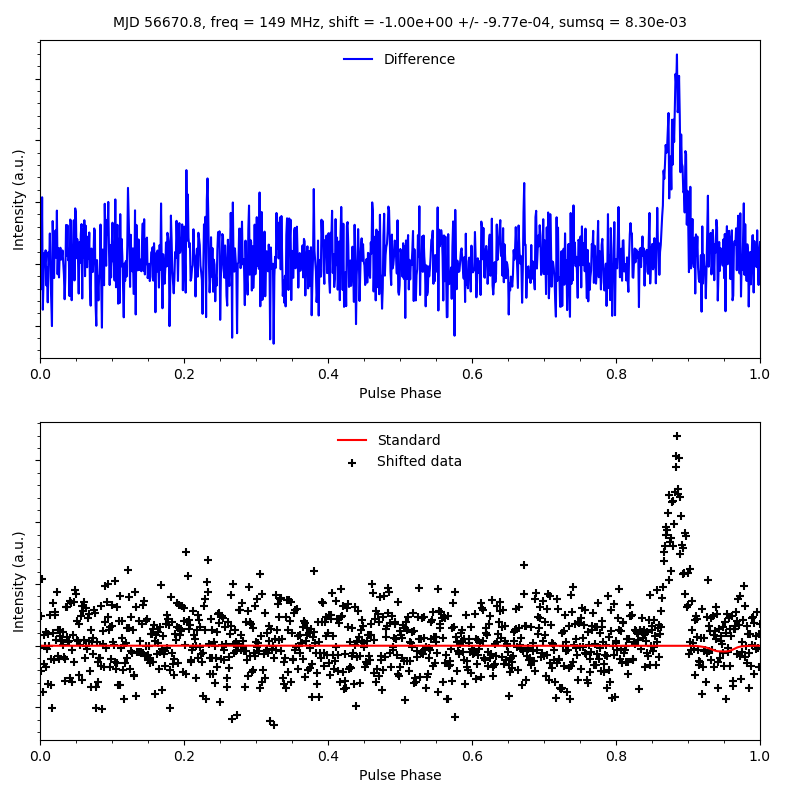 MJD 56670.8, freq = 149 MHz, shift = -1.00e+00 +/- -9.77e-04, sumsq = 8.30e-03
Difference
Intensity (a.u.)
0.0 0.2 0.4 0.6 0.8 1.0
Pulse Phase
Standard
Shifted data
Intensity (a.u.)
0.0 0.2 0.4 0.6 0.8 1.0
Pulse Phase